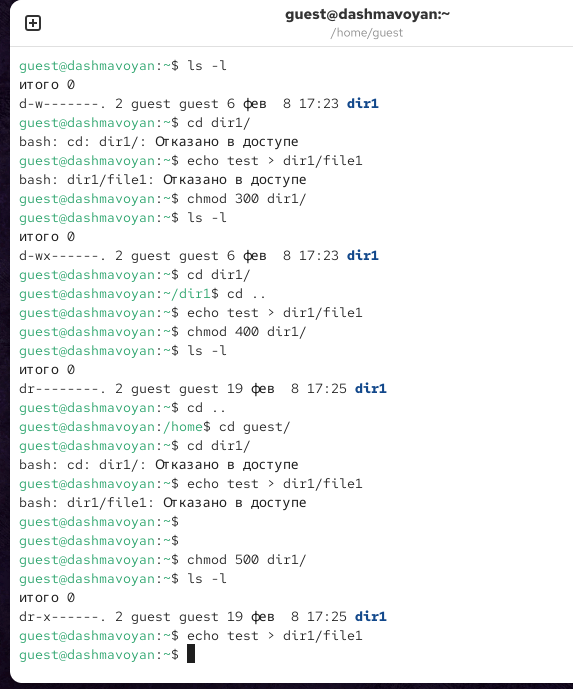 guest@dashmavoyan:~
/home/guest
guest@dashmavoyan:~$ ls -l
итого 0
d-w-------. 2 guest guest 6 фев  8 17:23 dir1
guest@dashmavoyan:~$ cd dir1/
bash: cd: dir1/: Отказано в доступе
guest@dashmavoyan:~$ echo test > dir1/file1
bash: dir1/file1: Отказано в доступе
guest@dashmavoyan:~$ chmod 300 dir1/
guest@dashmavoyan:~$ ls -l
итого 0
d-wx------. 2 guest guest 6 фев  8 17:23 dir1
guest@dashmavoyan:~$ cd dir1/
guest@dashmavoyan:~/dir1$ cd ..
guest@dashmavoyan:~$ echo test > dir1/file1
guest@dashmavoyan:~$ chmod 400 dir1/
guest@dashmavoyan:~$ ls -l
итого 0
dr--------. 2 guest guest 19 фев  8 17:25 dir1
guest@dashmavoyan:~$ cd ..
guest@dashmavoyan:/home$ cd guest/
guest@dashmavoyan:~$ cd dir1/
bash: cd: dir1/: Отказано в доступе
guest@dashmavoyan:~$ echo test > dir1/file1
bash: dir1/file1: Отказано в доступе
guest@dashmavoyan:~$
guest@dashmavoyan:~$
guest@dashmavoyan:~$ chmod 500 dir1/
guest@dashmavoyan:~$ ls -l
итого 0
dr-x------. 2 guest guest 19 фев  8 17:25 dir1
guest@dashmavoyan:~$ echo test > dir1/file1
guest@dashmavoyan:~$